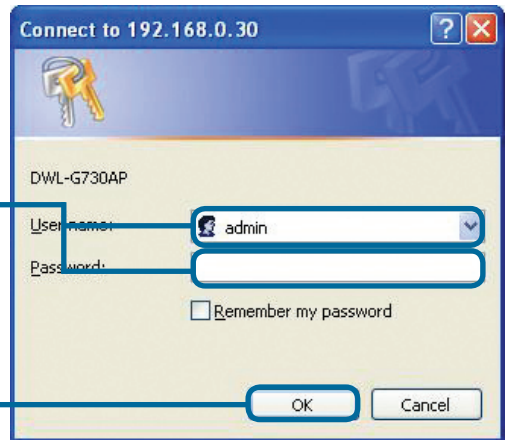 Connect to 192.168.0.30
DWL-G730AP
User name: admin
Password:
Remember my password
OK Cancel